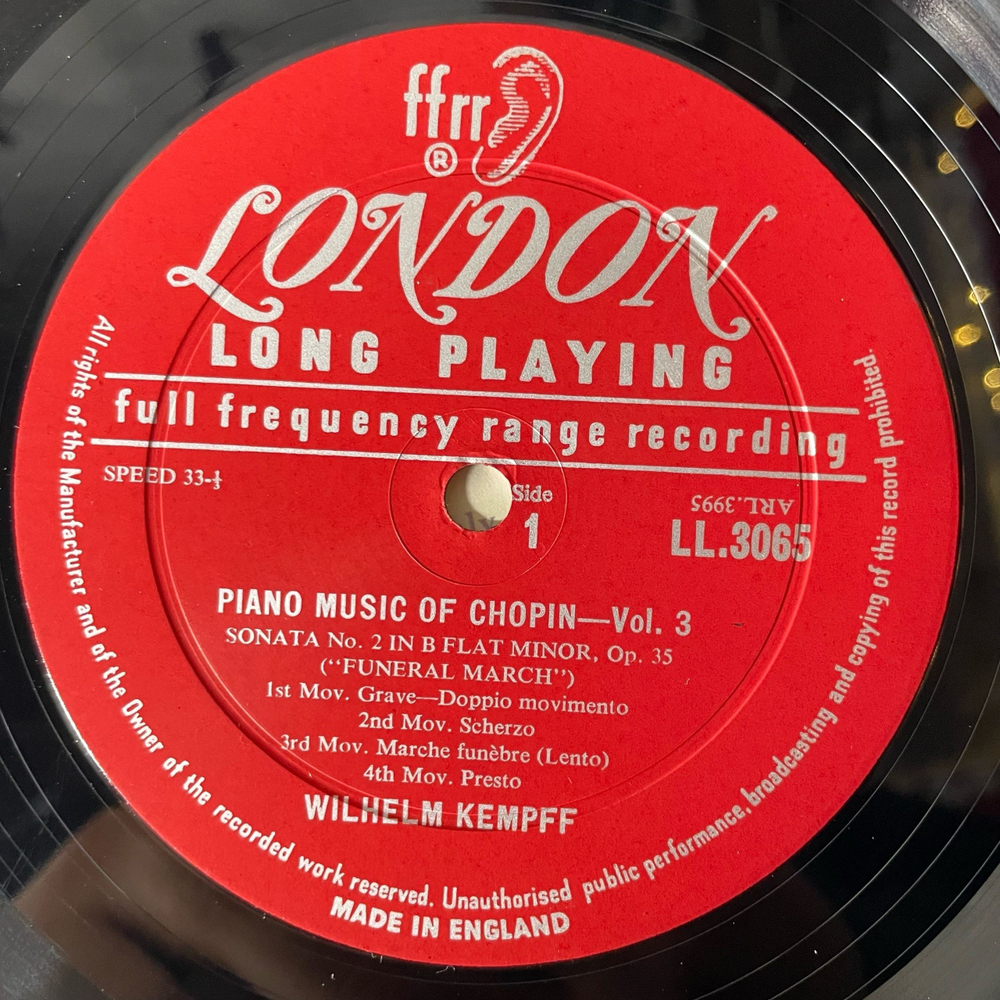 ffrr
®
LONDON
LONG PLAYING
full frequency range recording
SPEED 33-⅓
Side
1
ARL.3995
LL.3065
PIANO MUSIC OF CHOPIN—Vol. 3
SONATA No. 2 IN B FLAT MINOR, Op. 35
(“FUNERAL MARCH”)
1st Mov. Grave—Doppio movimento
2nd Mov. Scherzo
3rd Mov. Marche funèbre (Lento)
4th Mov. Presto
WILHELM KEMPFF
All rights of the Manufacturer and of the Owner of the recorded work reserved. Unauthorised public performance, broadcasting and copying of this record prohibited.
MADE IN ENGLAND